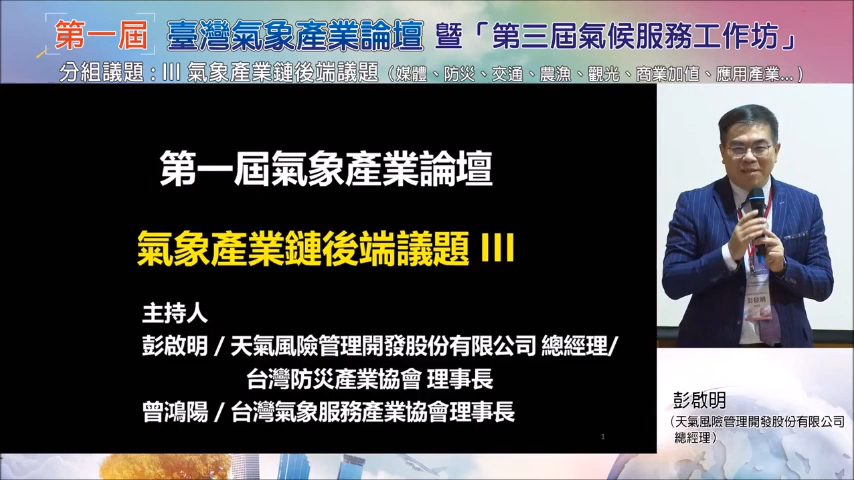 第一屆 臺灣氣象產業論壇 暨「第三屆氣候服務工作坊」
分組議題：III 氣象產業鏈後端議題（媒體、防災、交通、農漁、觀光、商業加值、應用產業...）
第一屆氣象產業論壇
氣象產業鏈後端議題 III
主持人
彭啟明 / 天氣風險管理開發股份有限公司 總經理/
台灣防災產業協會 理事長
曾鴻陽 / 台灣氣象服務產業協會理事長
1
彭啟明
彭啟明
（天氣風險管理開發股份有限公司
總經理）